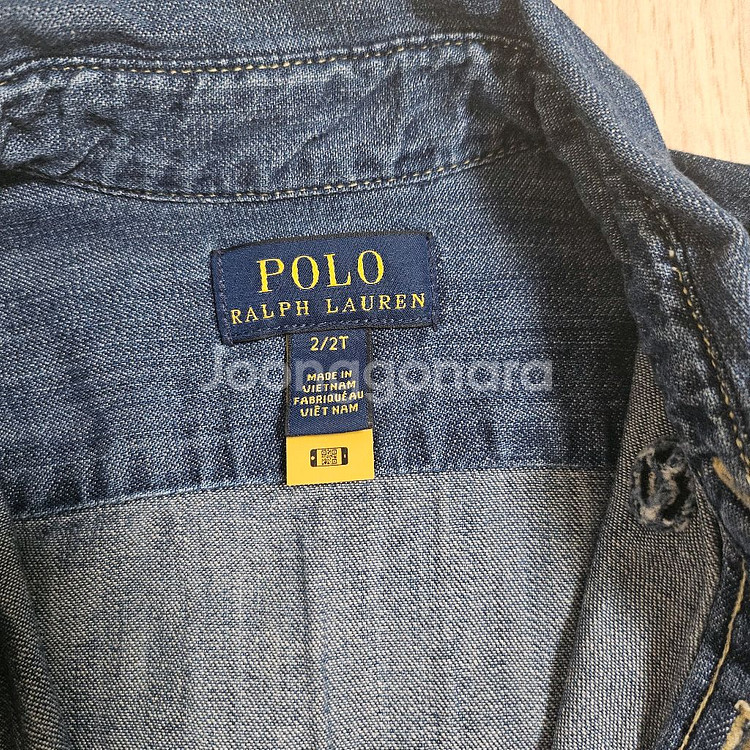 POLO
RALPH LAUREN
2/2T
Joonggonara
MADE IN
VIETNAM
FABRIQUÉ AU
VIÊT NAM